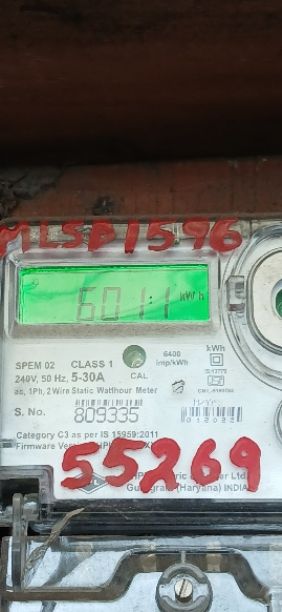 MLSP1596
6011 kWh
SPEM 02 CLASS 1
240V, 50 Hz, 5-30A CAL
6400 imp/kWh
kWh
ac, 1Ph, 2 Wire Static Watthour Meter
S. No. 809335
Category C3 as per IS 15959:2011
Firmware
55269
(Haryana) INDIA